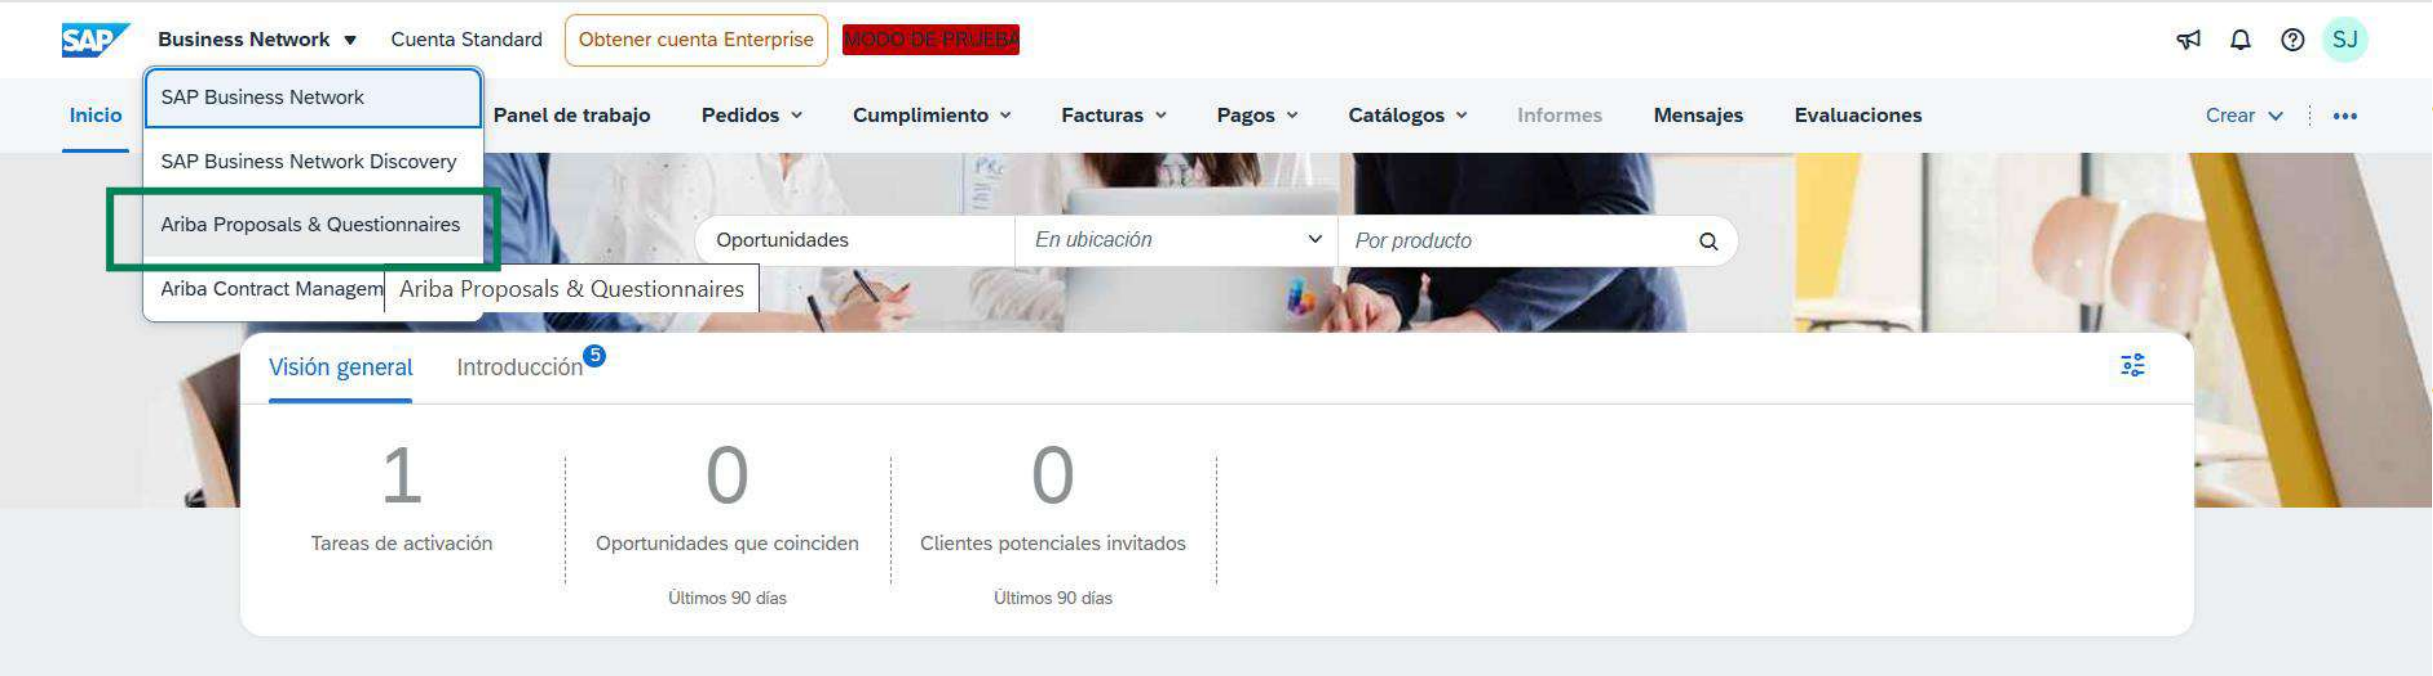 SAP Business Network Cuenta Standard Obtener cuenta Enterprise MODO DE PRUEBA SJ
SAP Business Network
SAP Business Network Discovery
Ariba Proposals & Questionnaires
Ariba Contract Managem
Ariba Proposals & Questionnaires
Inicio Panel de trabajo Pedidos Cumplimiento Facturas Pagos Catálogos Informes Mensajes Evaluaciones Crear
Oportunidades En ubicación Por producto
Visión general Introducción 5
1 0 0
Tareas de activación Oportunidades que coinciden Clientes potenciales invitados
Últimos 90 días Últimos 90 días